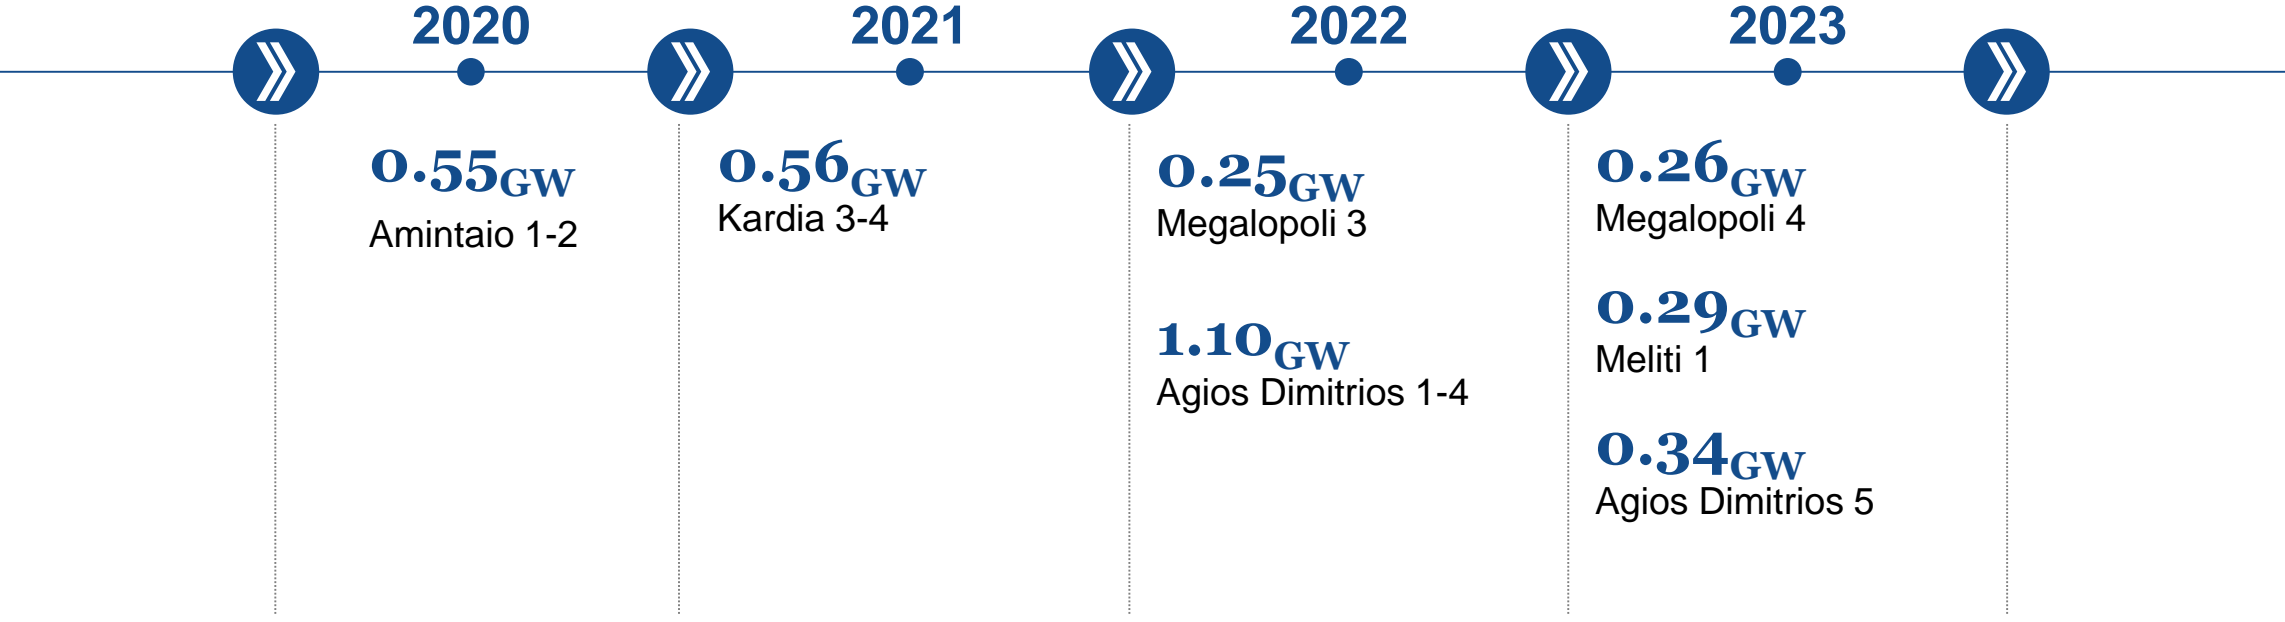 2020
2021
2022
2023
0.55GW
Amintaio 1-2
0.56GW
Kardia 3-4
0.25GW
Megalopoli 3
1.10GW
Agios Dimitrios 1-4
0.26GW
Megalopoli 4
0.29GW
Meliti 1
0.34GW
Agios Dimitrios 5